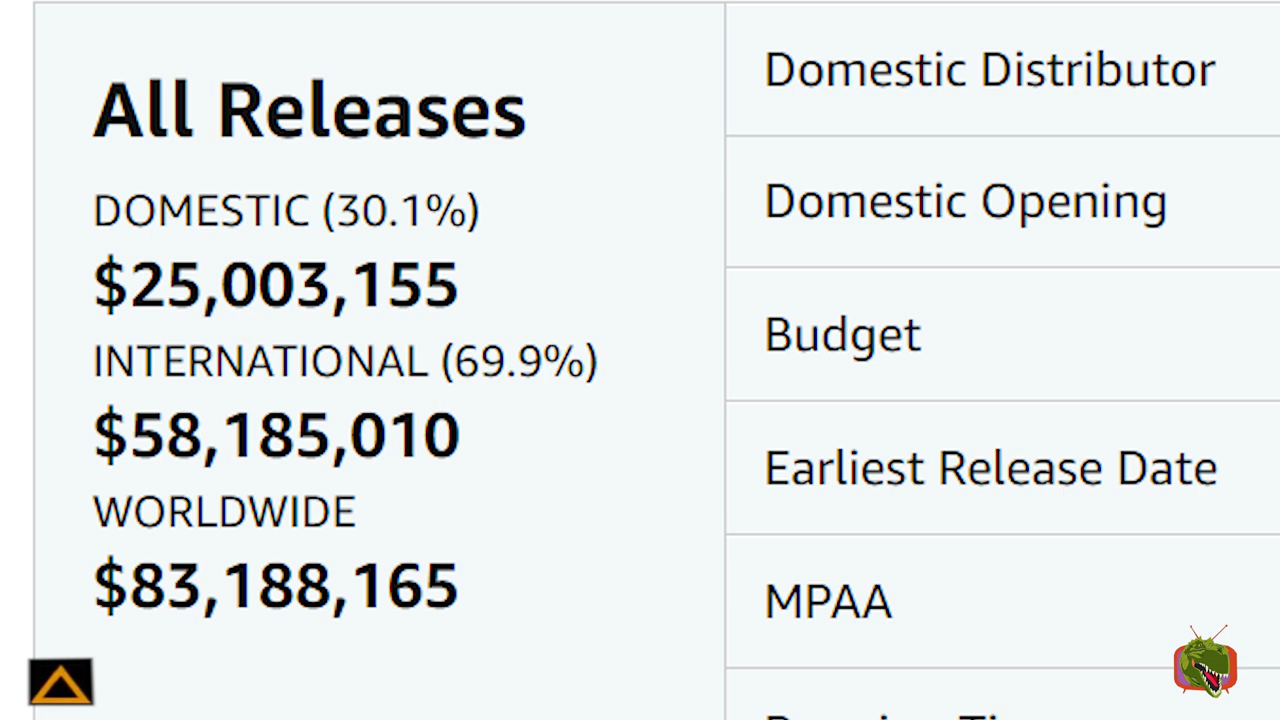 All Releases
DOMESTIC (30.1%)
$25,003,155
INTERNATIONAL (69.9%)
$58,185,010
WORLDWIDE
$83,188,165
Domestic Distributor
Domestic Opening
Budget
Earliest Release Date
MPAA